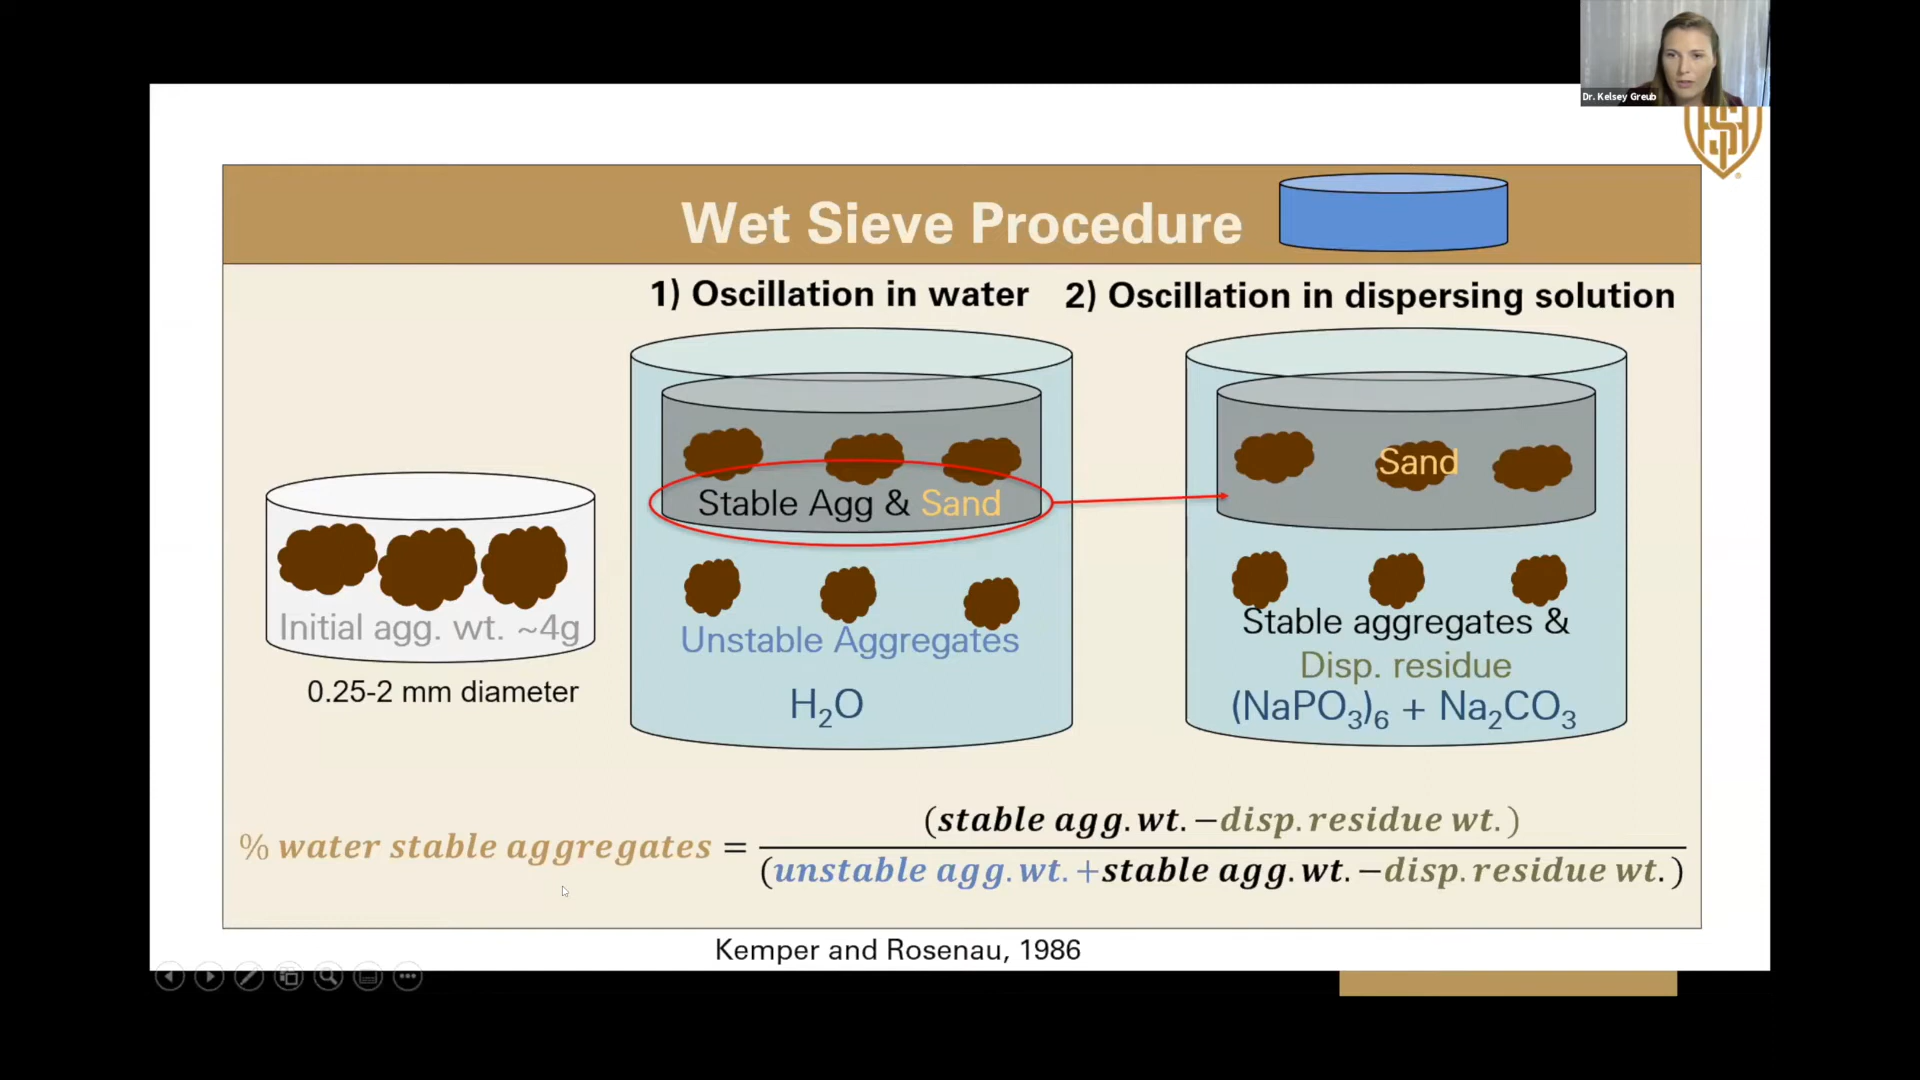 Dr. Kelsey Greub
Wet Sieve Procedure
1) Oscillation in water
2) Oscillation in dispersing solution
Stable Agg & Sand
Sand
Initial agg. wt. ~4g
0.25-2 mm diameter
Unstable Aggregates
H₂O
Stable aggregates &
Disp. residue
(NaPO₃)₆ + Na₂CO₃
% water stable aggregates = (stable agg.wt.−disp.residue wt.) / (unstable agg.wt.+stable agg.wt.−disp.residue wt.)
Kemper and Rosenau, 1986